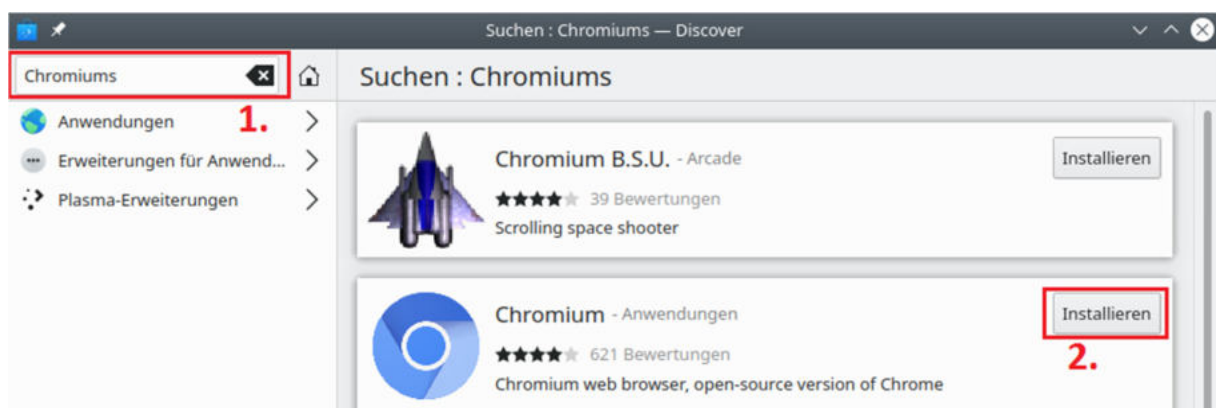 Suchen : Chromiums — Discover
Chromiums
Suchen : Chromiums
1.
Anwendungen
Erweiterungen für Anwend...
Plasma-Erweiterungen
Chromium B.S.U. - Arcade
Installieren
39 Bewertungen
Scrolling space shooter
Chromium - Anwendungen
Installieren
2.
621 Bewertungen
Chromium web browser, open-source version of Chrome